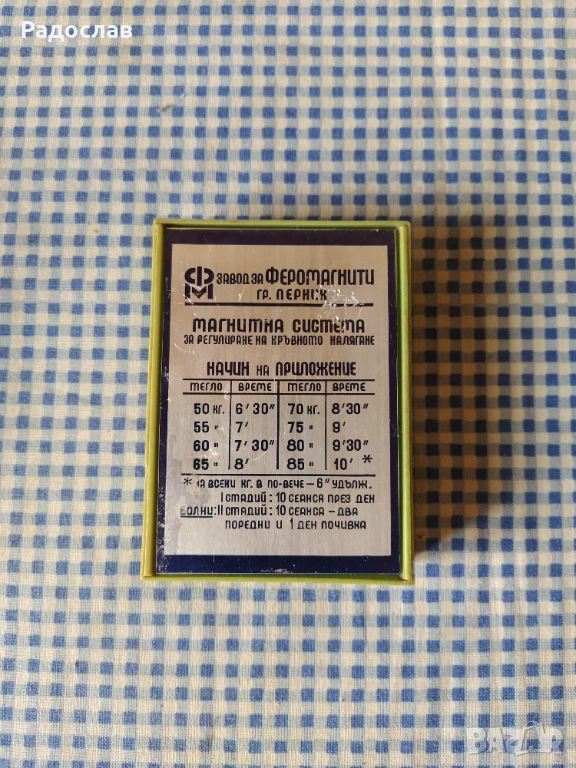 Радослав
ФМ ЗАВОД ЗА ФЕРОМАГНИТИ
ГР. ПЕРНИК
МАГНИТНА СИСТЕМА
ЗА РЕГУЛИРАНЕ НА КРЪВНОТО НАЛЯГАНЕ
НАЧИН НА ПРИЛОЖЕНИЕ
ТЕГЛО ВРЕМЕ ТЕГЛО ВРЕМЕ
50 КГ. 6' 30" 70 КГ. 8' 30"
55 " 7' 75 " 9'
60 " 7' 30" 80 " 9' 30"
65 " 8' 85 " 10' *
* ЗА ВСЕКИ КГ. В ПО-ВЕЧЕ – 6" УДЪЛЖ.
I СТАДИЙ : 10 СЕАНСА ПРЕЗ ДЕН
БОЛНИ: II СТАДИЙ : 10 СЕАНСА – ДВА
ПОРЕДНИ И 1 ДЕН ПОЧИВКА
BAZAR